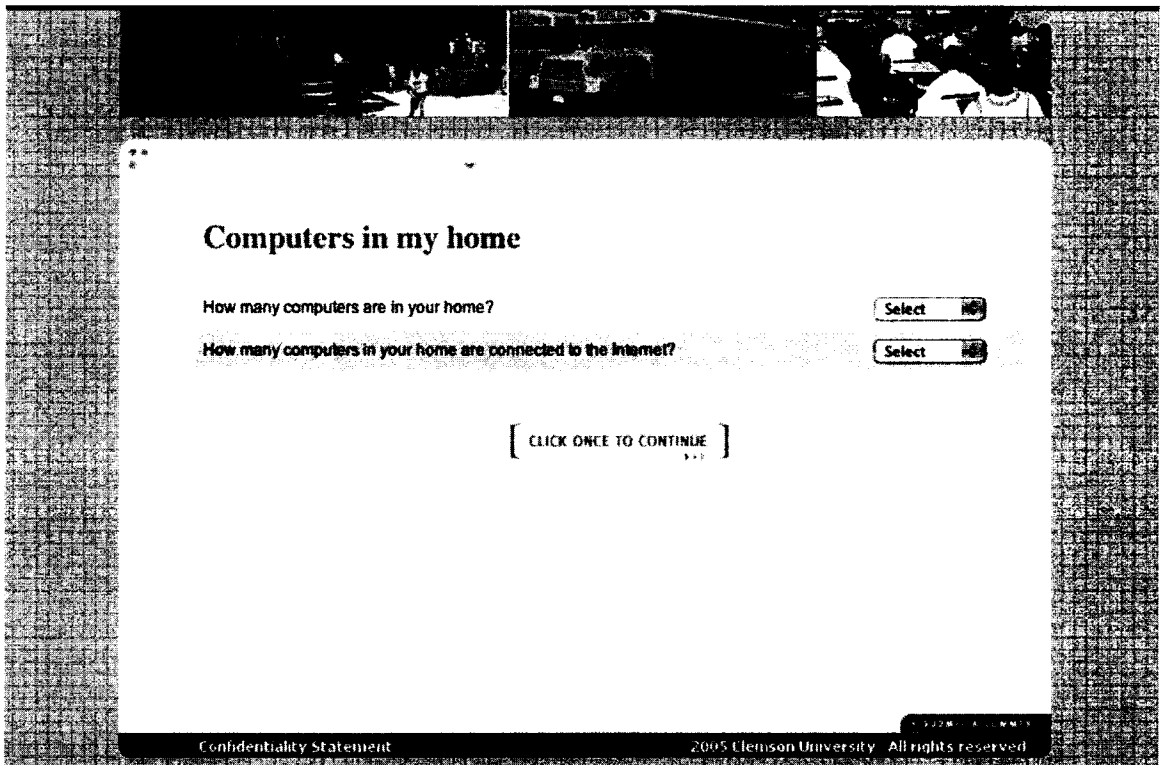 Computers in my home
How many computers are in your home?
Select
How many computers in your home are connected to the Internet?
Select
[ CLICK ONCE TO CONTINUE ]
Confidentiality Statement
2005 Clemson University All rights reserved